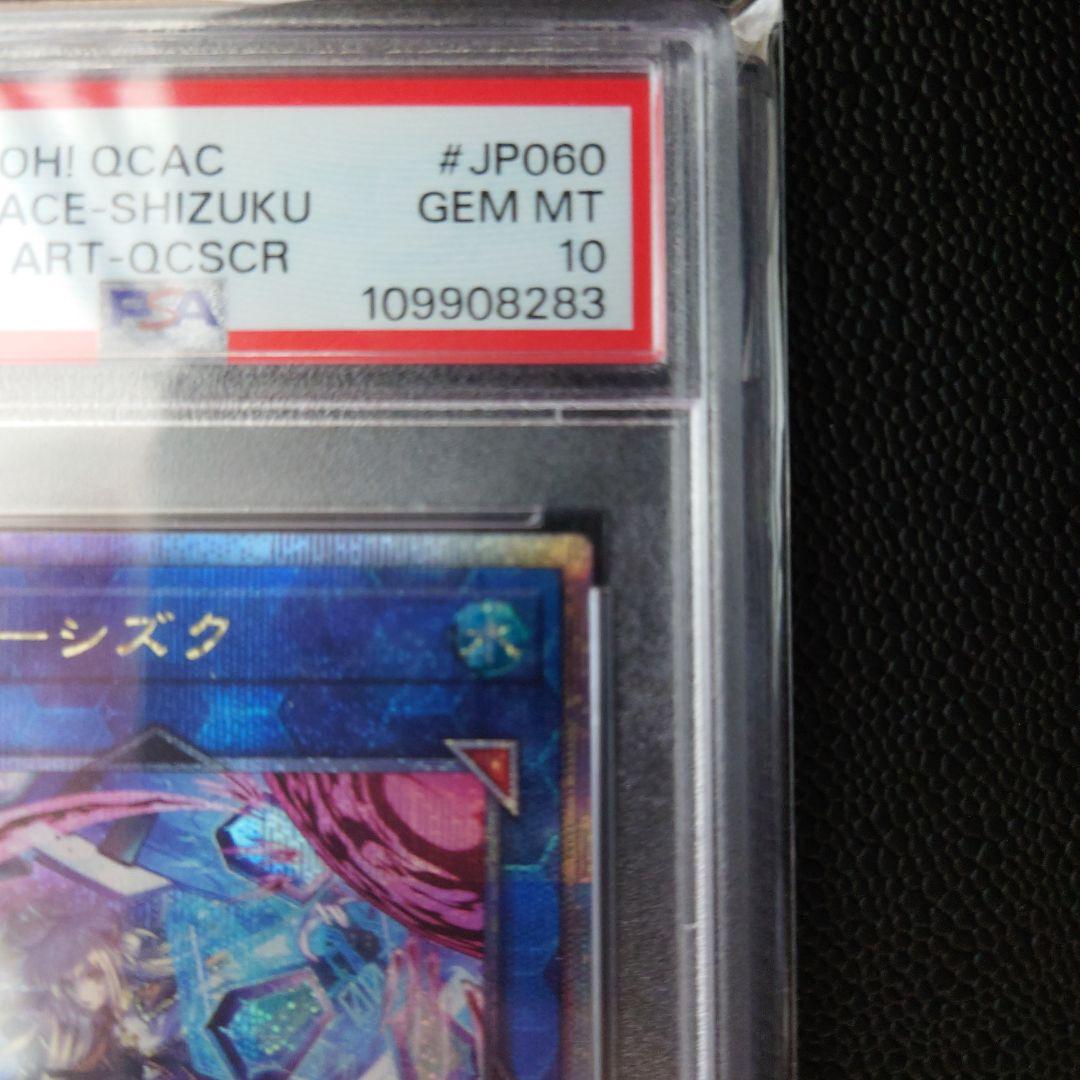 OH! QCAC #JP060
ACE-SHIZUKU GEM MT
ART-QCSCR 10
PSA 109908283
ーシズク 水